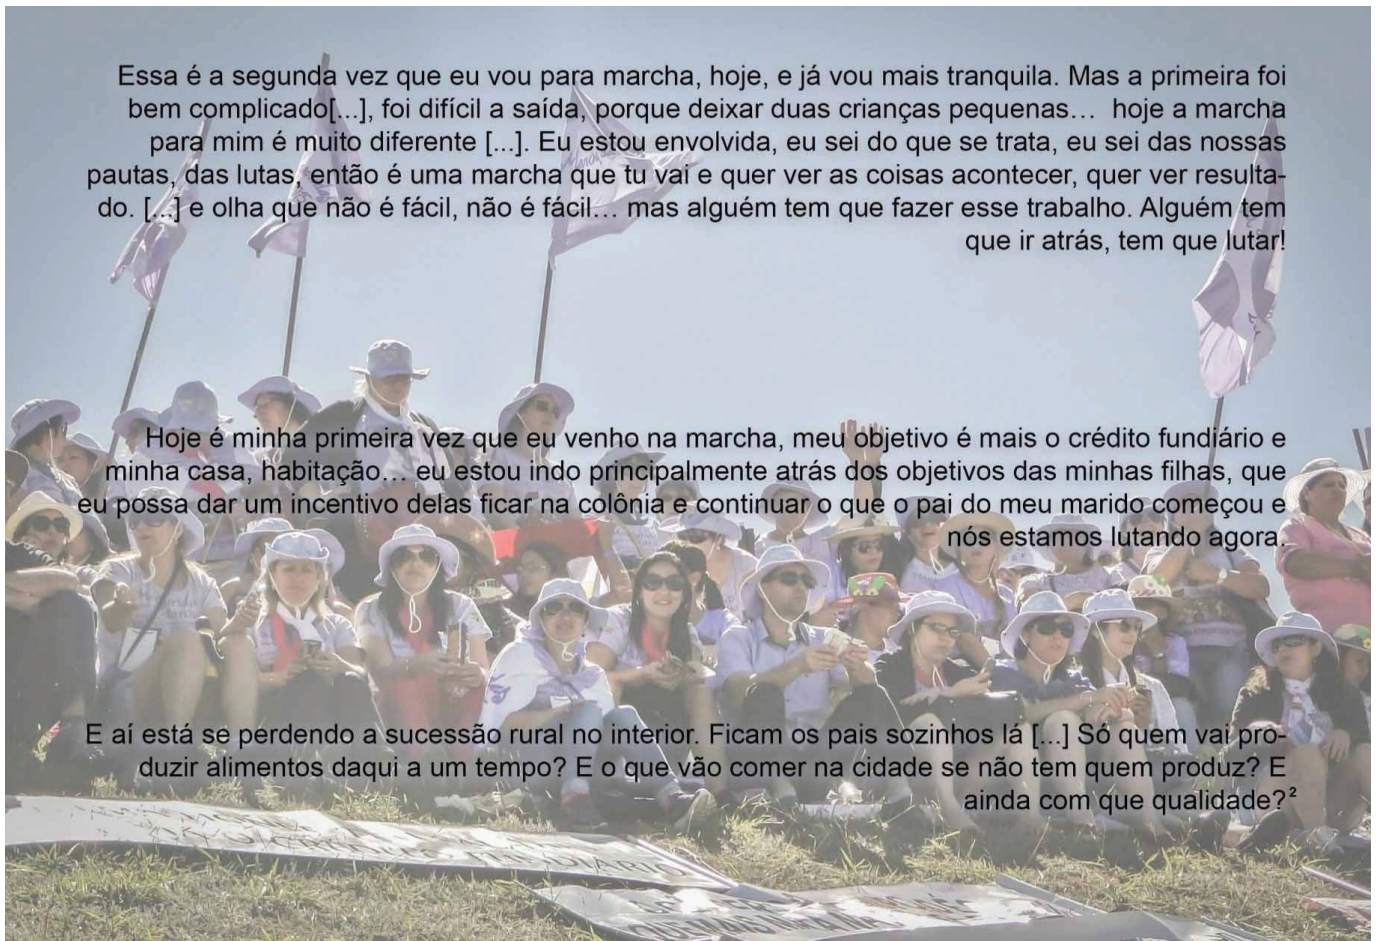 Essa é a segunda vez que eu vou para marcha, hoje, e já vou mais tranquila. Mas a primeira foi
bem complicado[...], foi difícil a saída, porque deixar duas crianças pequenas… hoje a marcha
para mim é muito diferente [...]. Eu estou envolvida, eu sei do que se trata, eu sei das nossas
pautas, das lutas, então é uma marcha que tu vai e quer ver as coisas acontecer, quer ver resulta-
do. [...] e olha que não é fácil, não é fácil… mas alguém tem que fazer esse trabalho. Alguém tem
que ir atrás, tem que lutar!
Hoje é minha primeira vez que eu venho na marcha, meu objetivo é mais o crédito fundiário e
minha casa, habitação… eu estou indo principalmente atrás dos objetivos das minhas filhas, que
eu possa dar um incentivo delas ficar na colônia e continuar o que o pai do meu marido começou e
nós estamos lutando agora.
E aí está se perdendo a sucessão rural no interior. Ficam os pais sozinhos lá [...] Só quem vai pro-
duzir alimentos daqui a um tempo? E o que vão comer na cidade se não tem quem produz? E
ainda com que qualidade?²